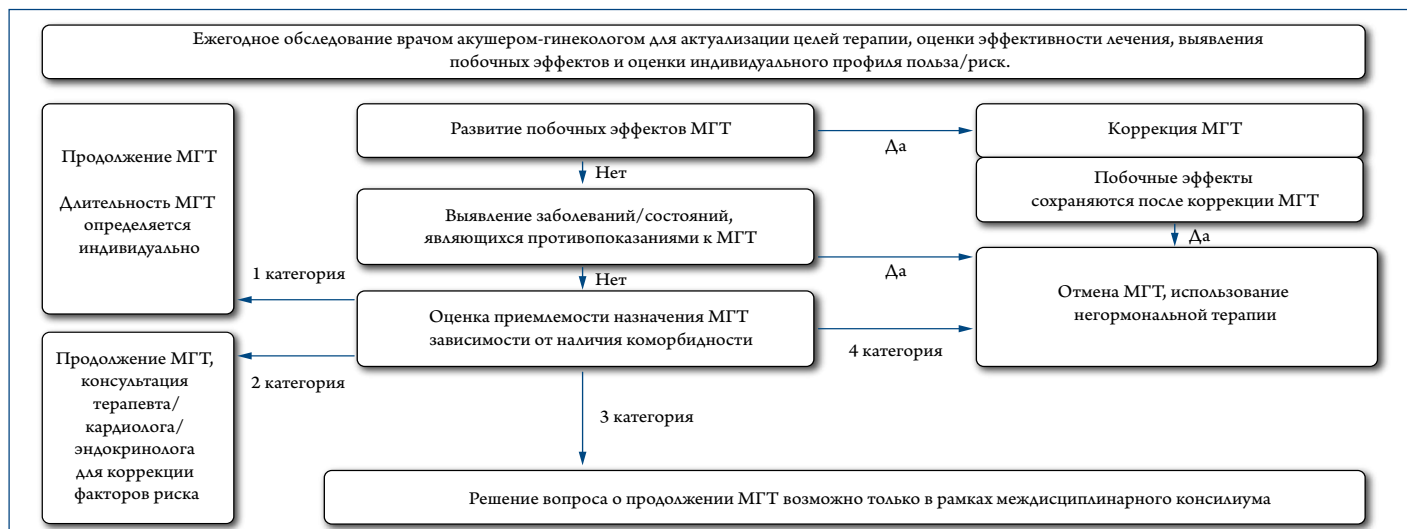 Ежегодное обследование врачом акушером-гинекологом для актуализации целей терапии, оценки эффективности лечения, выявления
побочных эффектов и оценки индивидуального профиля польза/риск.
Продолжение МГТ
Длительность МГТ
определяется
индивидуально
Развитие побочных эффектов МГТ
Да
Коррекция МГТ
Нет
Побочные эффекты
сохраняются после коррекции МГТ
Да
Выявление заболеваний/состояний,
являющихся противопоказаниями к МГТ
Да
Нет
Отмена МГТ, использование
негормональной терапии
1 категория
Оценка приемлемости назначения МГТ
зависимости от наличия коморбидности
4 категория
2 категория
Продолжение МГТ,
консультация
терапевта/
кардиолога/
эндокринолога
для коррекции
факторов риска
3 категория
Решение вопроса о продолжении МГТ возможно только в рамках междисциплинарного консилиума